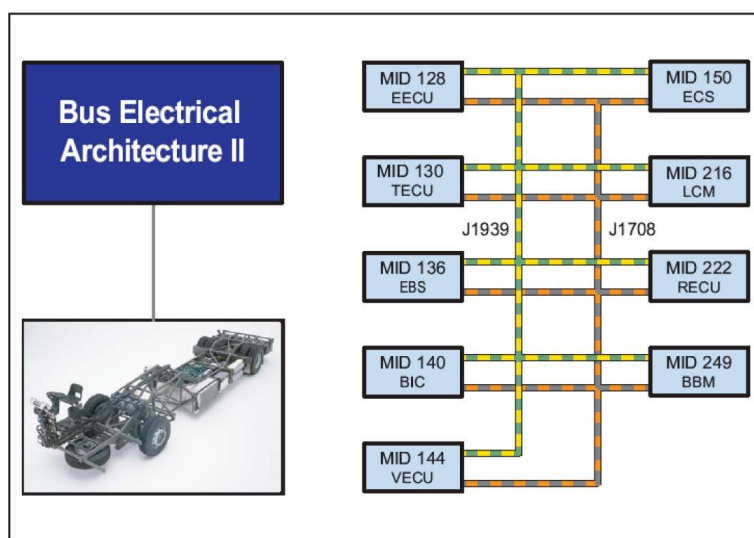 Bus Electrical
Architecture II
MID 128
EECU
MID 150
ECS
MID 130
TECU
MID 216
LCM
J1939
J1708
MID 136
EBS
MID 222
RECU
MID 140
BIC
MID 249
BBM
MID 144
VECU